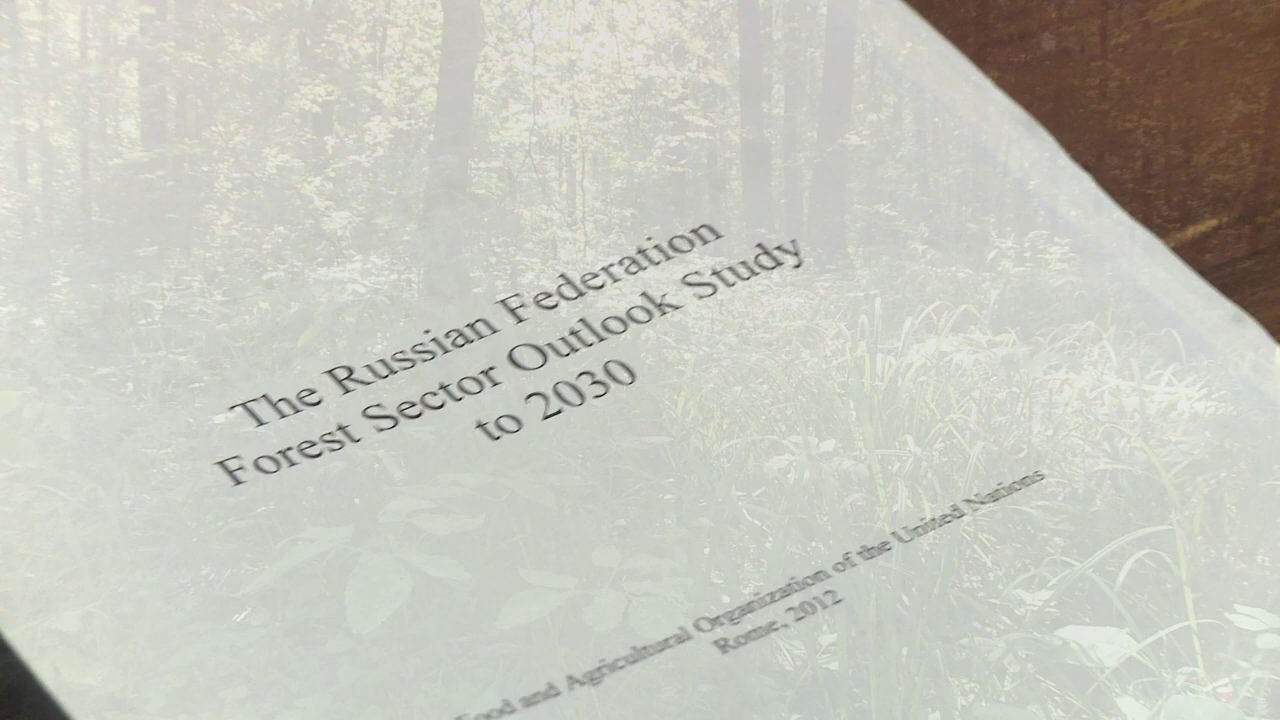 The Russian Federation
Forest Sector Outlook Study
to 2030
Food and Agricultural Organization of the United Nations
Rome, 2012